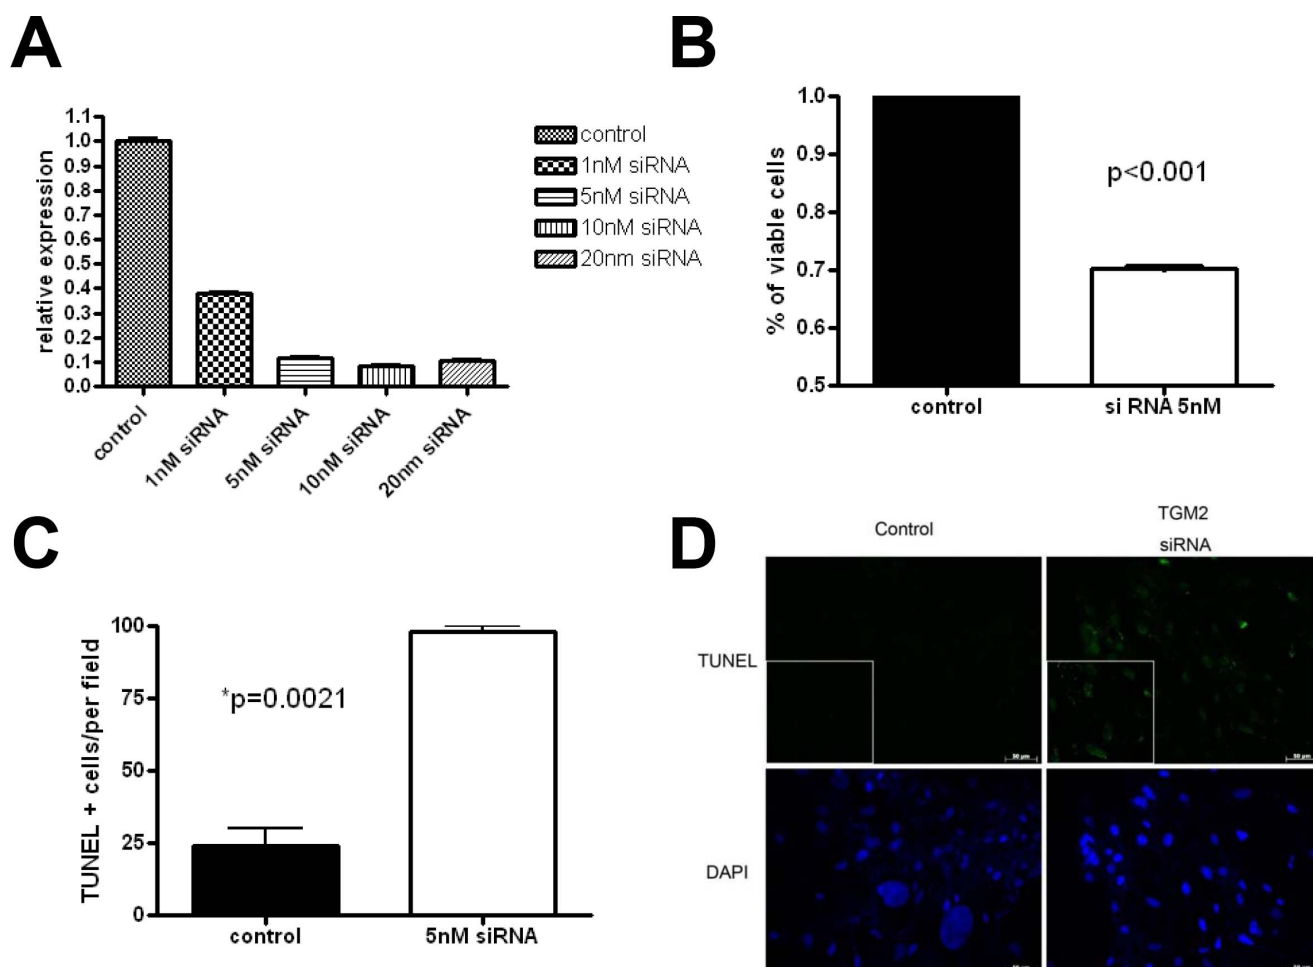 A
1.1
1.0
0.9
0.8
0.7
0.6
0.5
0.4
0.3
0.2
0.1
0.0
relative expression
control
1nM siRNA
5nM siRNA
10nM siRNA
20nm siRNA
control
1nM siRNA
5nM siRNA
10nM siRNA
20nm siRNA
B
1.0
0.9
0.8
0.7
0.6
0.5
% of viable cells
p<0.001
control
si RNA 5nM
C
100
75
50
25
0
TUNEL + cells/per field
*p=0.0021
control
5nM siRNA
D
Control
TGM2
siRNA
TUNEL
50 µm
50 µm
DAPI